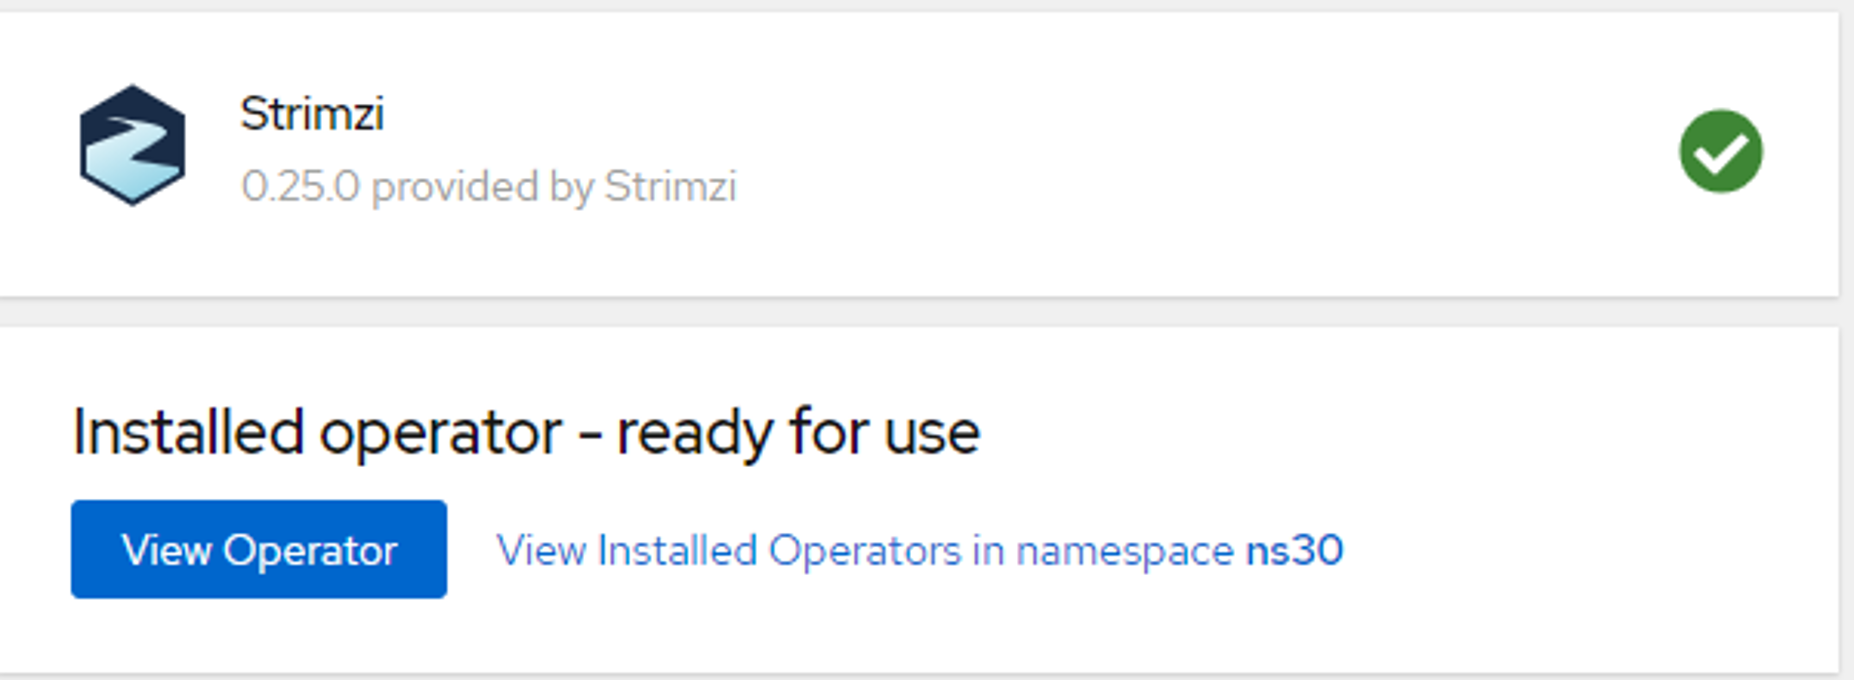 Strimzi
0.25.0 provided by Strimzi
Installed operator - ready for use
View Operator
View Installed Operators in namespace ns30